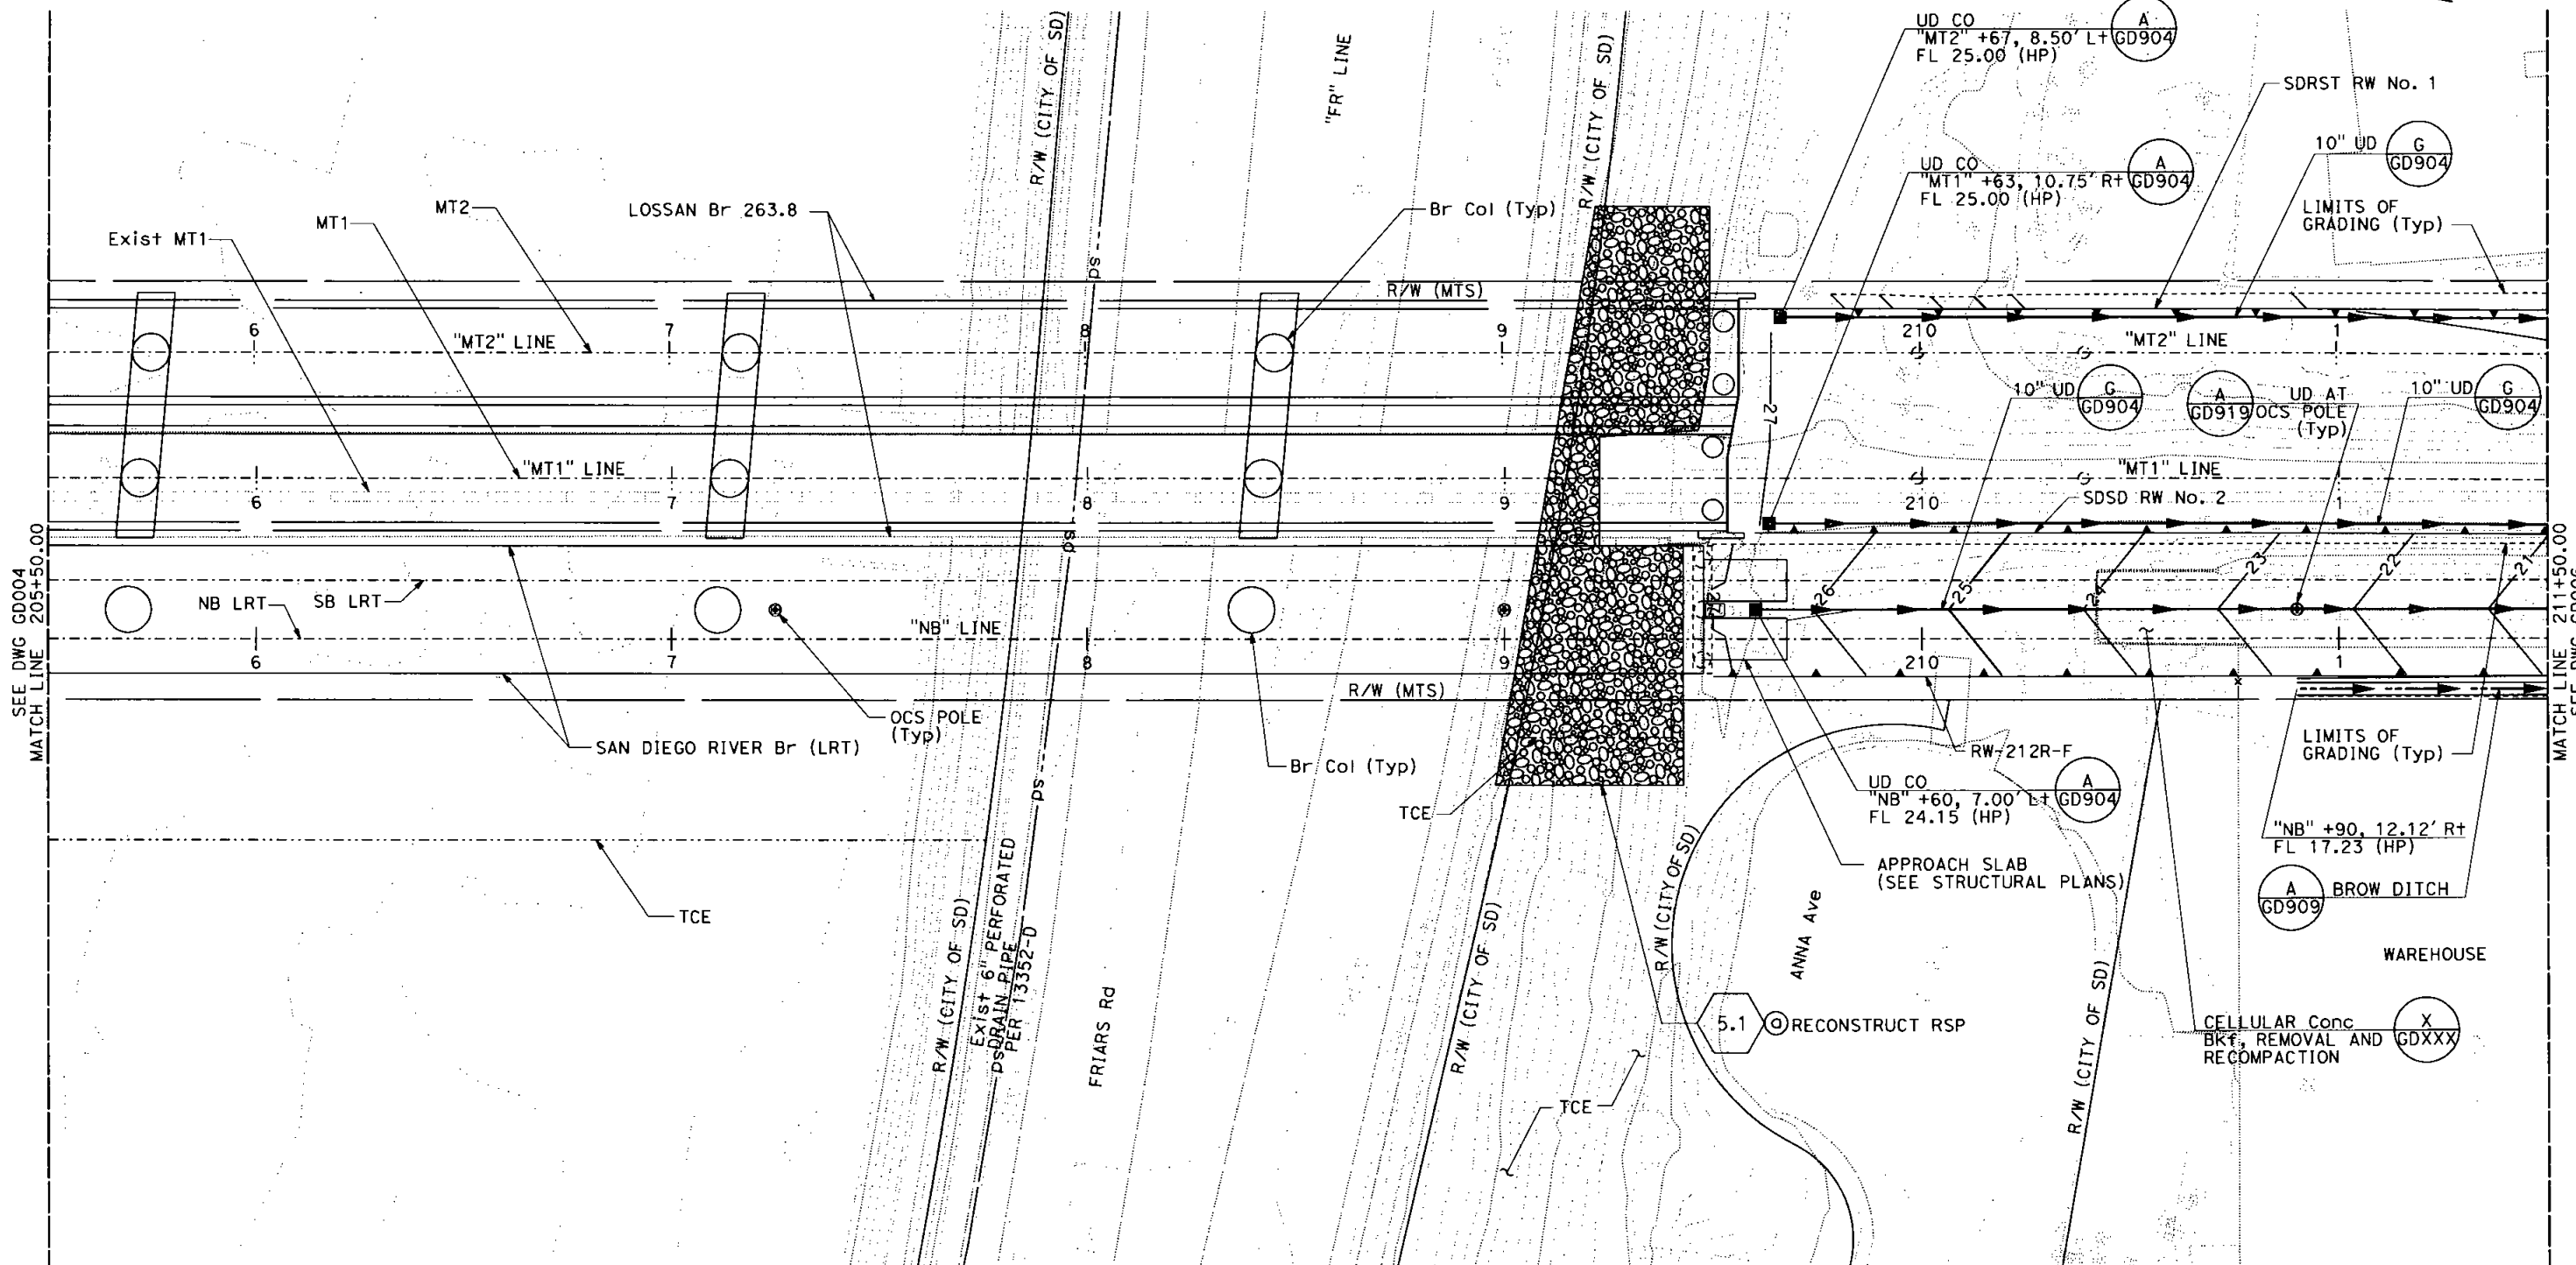 UD CO
"MT2" +67, 8.50' Lt
FL 25.00 (HP)
A
GD904
SDRST RW No. 1
"FR" LINE
R/W (CITY OF SD)
R/W (CITY OF SD)
UD CO
"MT1" +63, 10.75' Rt
FL 25.00 (HP)
A
GD904
10" UD
G
GD904
LIMITS OF
GRADING (Typ)
Exist MT1
MT1
MT2
LOSSAN Br 263.8
Br Col (Typ)
sd
R/W (MTS)
6
7
8
9
210
1
"MT2" LINE
"MT2" LINE
10" UD
G
GD904
A
GD919
UD AT
OCS POLE
(Typ)
10" UD
G
GD904
27
"MT1" LINE
"MT1" LINE
6
7
8
9
210
1
SDSD RW No. 2
sd
SEE DWG GD004
MATCH LINE 205+50.00
MATCH LINE 211+50.00
SEE DWG GD006
NB LRT
SB LRT
"NB" LINE
27
26
25
24
23
22
21
6
7
8
9
210
1
R/W (MTS)
OCS POLE
(Typ)
SAN DIEGO RIVER Br (LRT)
Br Col (Typ)
sd
TCE
RW-212R-F
UD CO
"NB" +60, 7.00' Lt
FL 24.15 (HP)
A
GD904
LIMITS OF
GRADING (Typ)
"NB" +90, 12.12' Rt
FL 17.23 (HP)
APPROACH SLAB
(SEE STRUCTURAL PLANS)
A
GD909
BROW DITCH
TCE
R/W (CITY OF SD)
Exist 6" PERFORATED
DRAIN PIPE
PER 13352-D
sd
FRIARS Rd
R/W (CITY OF SD)
R/W (CITY OF SD)
ANNA Ave
WAREHOUSE
5.1
a
RECONSTRUCT RSP
R/W (CITY OF SD)
CELLULAR Conc
BKf, REMOVAL AND
RECOMPACTION
X
GDXXX
TCE